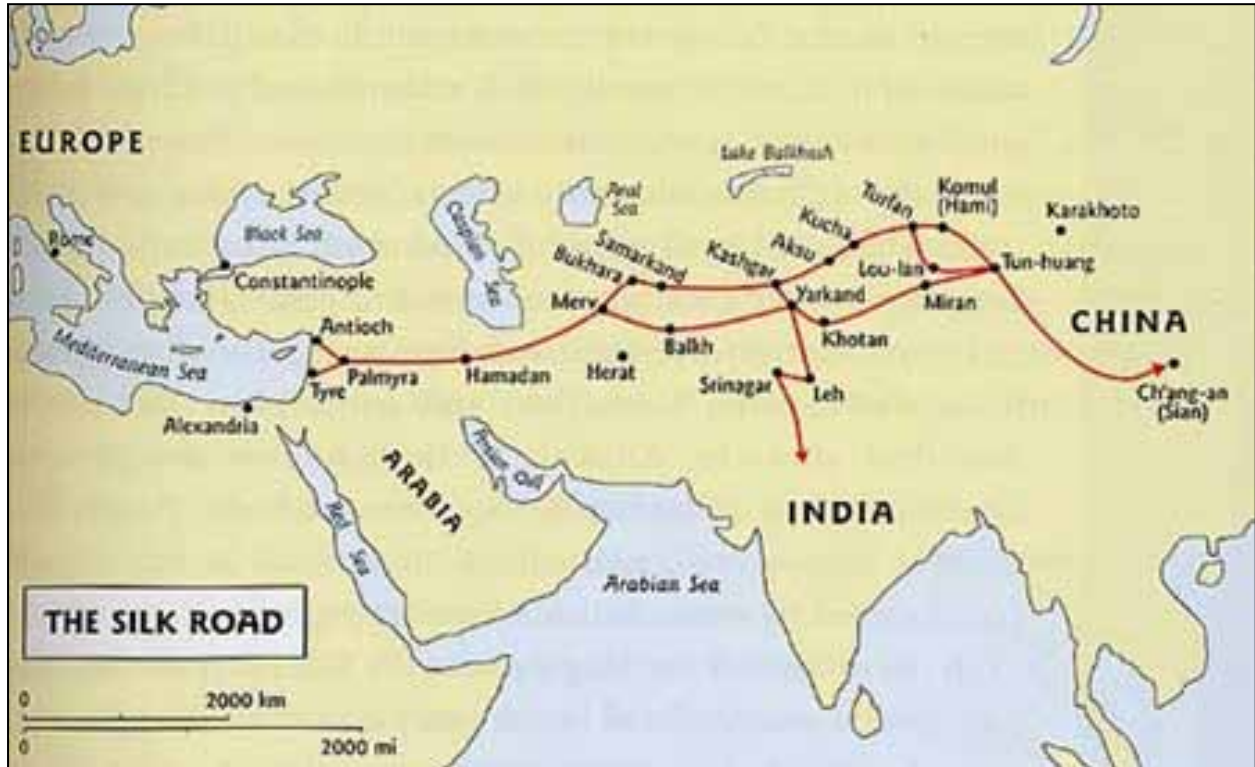 EUROPE
Rome
Black Sea
Constantinople
Caspian
Sea
Aral
Sea
Lake Balkhash
Bukhara
Samarkand
Merv
Kashgar
Aksu
Kucha
Turfan
Komul
(Hami)
Karakhoto
Lou-lan
Tun-huang
Yarkand
Miran
Khotan
CHINA
Antioch
Mediterranean Sea
Tyre
Palmyra
Hamadan
Herat
Balkh
Srinagar
Leh
Ch'ang-an
(Sian)
Alexandria
ARABIA
Persian Gulf
Red
Sea
INDIA
Arabian Sea
THE SILK ROAD
0
2000 km
0
2000 mi